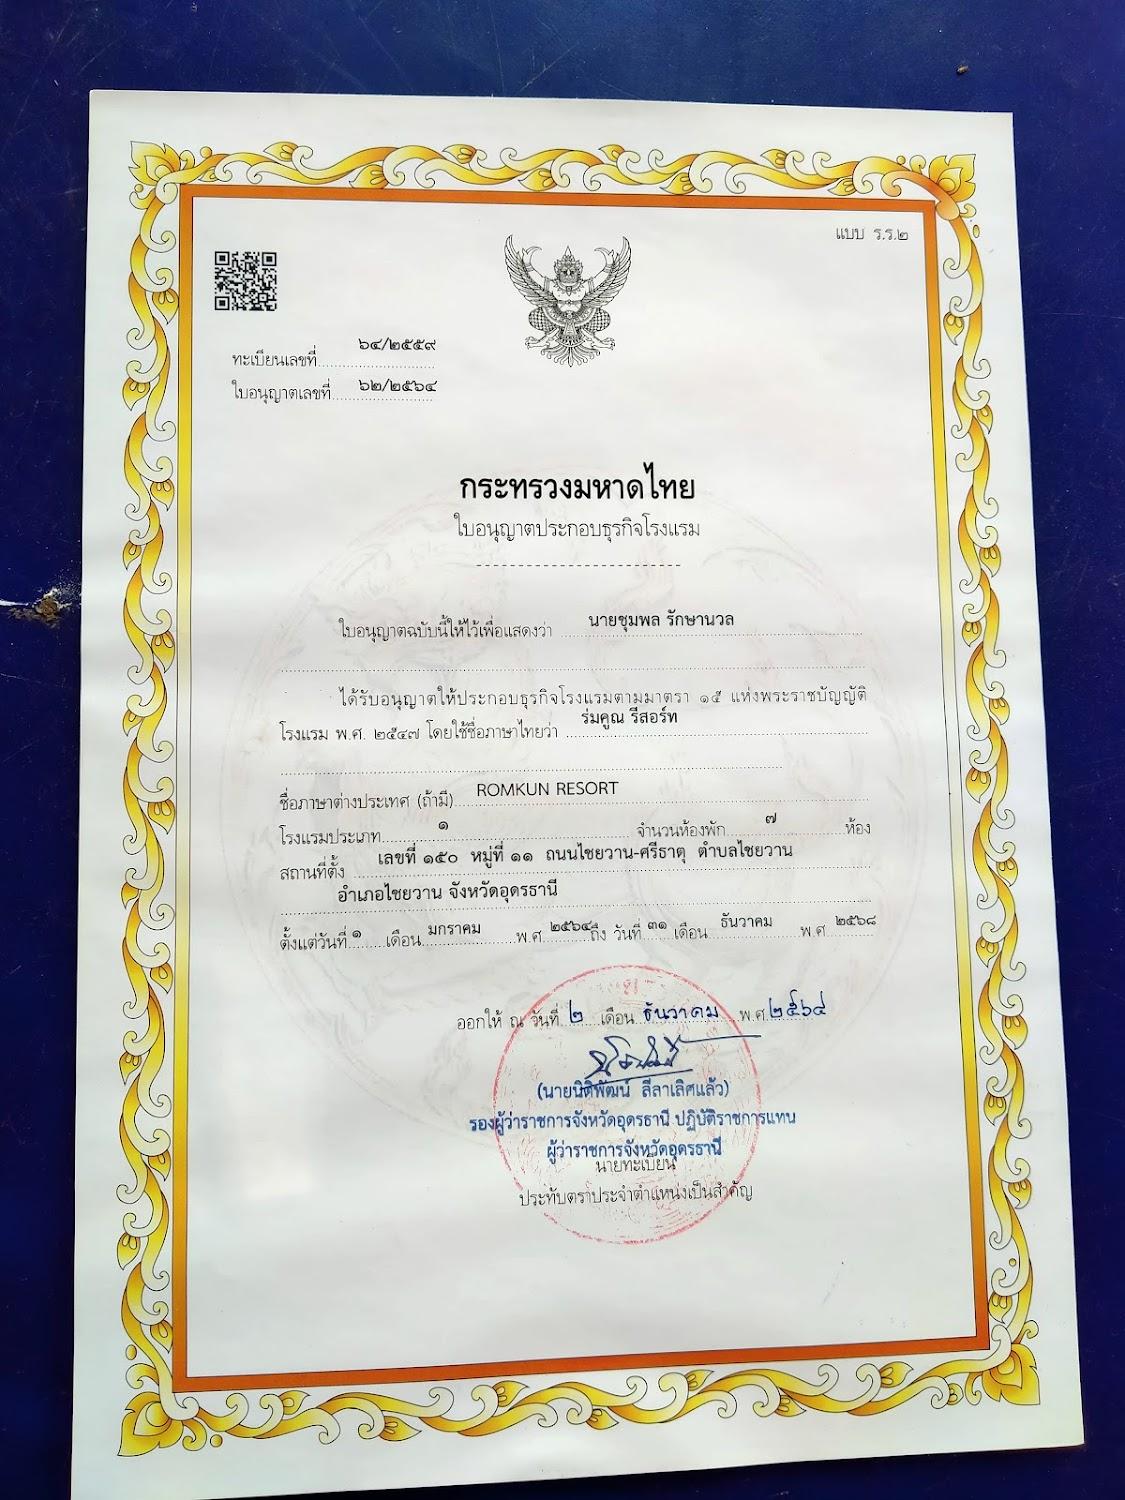 แบบ ร.ร.๒
ทะเบียนเลขที่ ๖๔/๒๕๕๙
ใบอนุญาตเลขที่ ๖๒/๒๕๖๔
กระทรวงมหาดไทย
ใบอนุญาตประกอบธุรกิจโรงแรม
ใบอนุญาตฉบับนี้ให้ไว้เพื่อแสดงว่า นายชุมพล รักษานวล
ได้รับอนุญาตให้ประกอบธุรกิจโรงแรมตามมาตรา ๑๕ แห่งพระราชบัญญัติ
โรงแรม พ.ศ. ๒๕๔๗ โดยใช้ชื่อภาษาไทยว่า ร่มคูณ รีสอร์ท
ชื่อภาษาต่างประเทศ (ถ้ามี) ROMKUN RESORT
โรงแรมประเภท ๑ จำนวนห้องพัก ๗ ห้อง
สถานที่ตั้ง เลขที่ ๑๕๐ หมู่ที่ ๑๑ ถนนไชยวาน-ศรีธาตุ ตำบลไชยวาน
อำเภอไชยวาน จังหวัดอุดรธานี
ตั้งแต่วันที่ ๑ เดือน มกราคม พ.ศ ๒๕๖๔ ถึง วันที่ ๓๑ เดือน ธันวาคม พ.ศ ๒๕๖๘
ออกให้ ณ วันที่ ๒ เดือน ธันวาคม พ.ศ. ๒๕๖๔
(นายนิติพัฒน์ ลีลาเลิศแล้ว)
รองผู้ว่าราชการจังหวัดอุดรธานี ปฏิบัติราชการแทน
ผู้ว่าราชการจังหวัดอุดรธานี
นายทะเบียน
ประทับตราประจำตำแหน่งเป็นสำคัญ